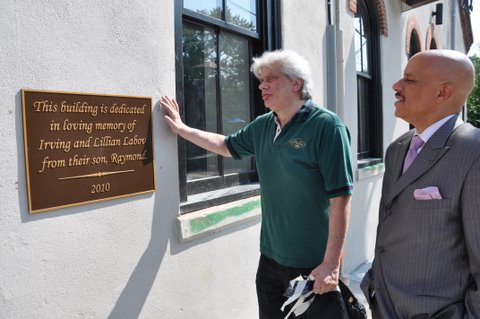 This building is dedicated
in loving memory of
Irving and Lillian Labov
from their son, Raymond.
2010